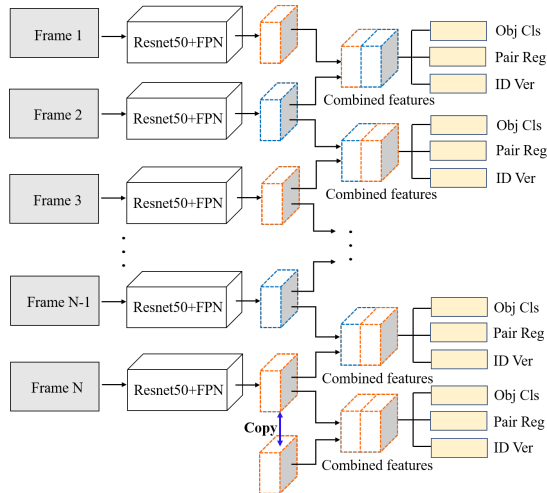 Frame 1
Resnet50+FPN
Obj Cls
Pair Reg
ID Ver
Combined features
Frame 2
Resnet50+FPN
Obj Cls
Pair Reg
ID Ver
Combined features
Frame 3
Resnet50+FPN
Frame N-1
Resnet50+FPN
Obj Cls
Pair Reg
ID Ver
Combined features
Frame N
Resnet50+FPN
Obj Cls
Pair Reg
ID Ver
Copy
Combined features